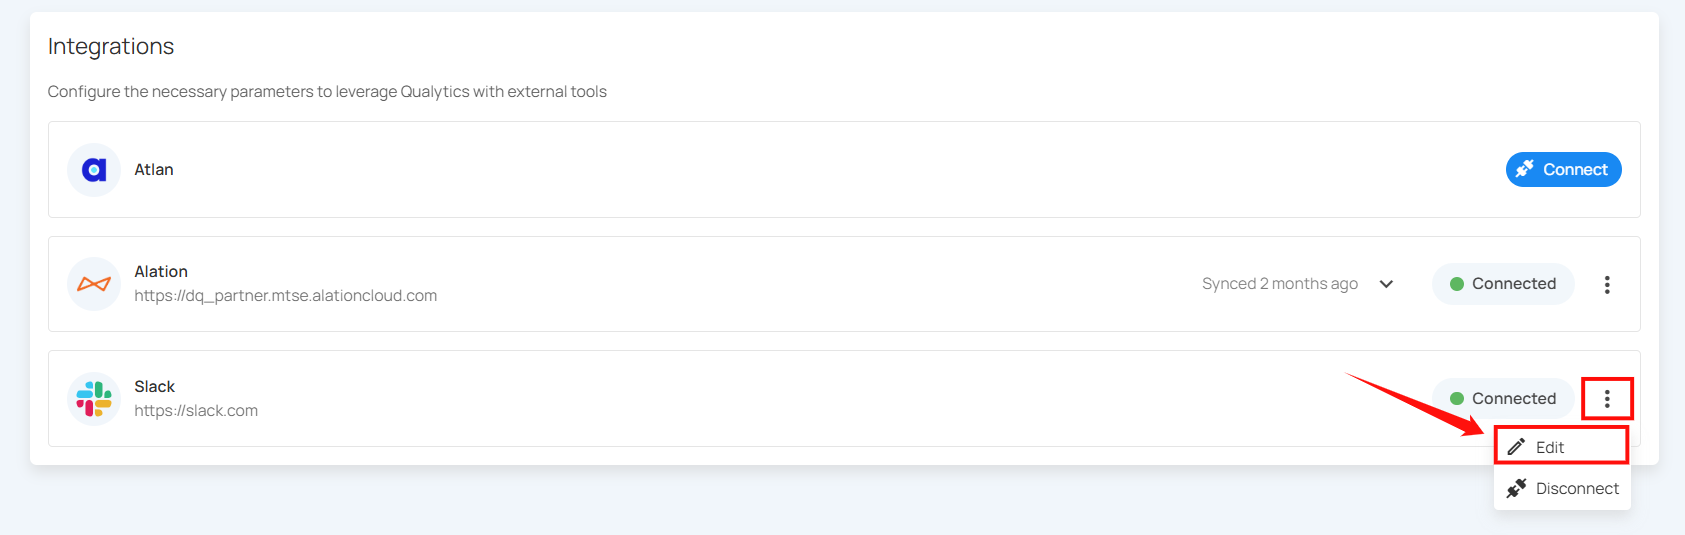 Integrations
Configure the necessary parameters to leverage Qualytics with external tools
Atlan
Connect
Alation
https://dq_partner.mtse.alationcloud.com
Synced 2 months ago
Connected
Slack
https://slack.com
Connected
Edit
Disconnect